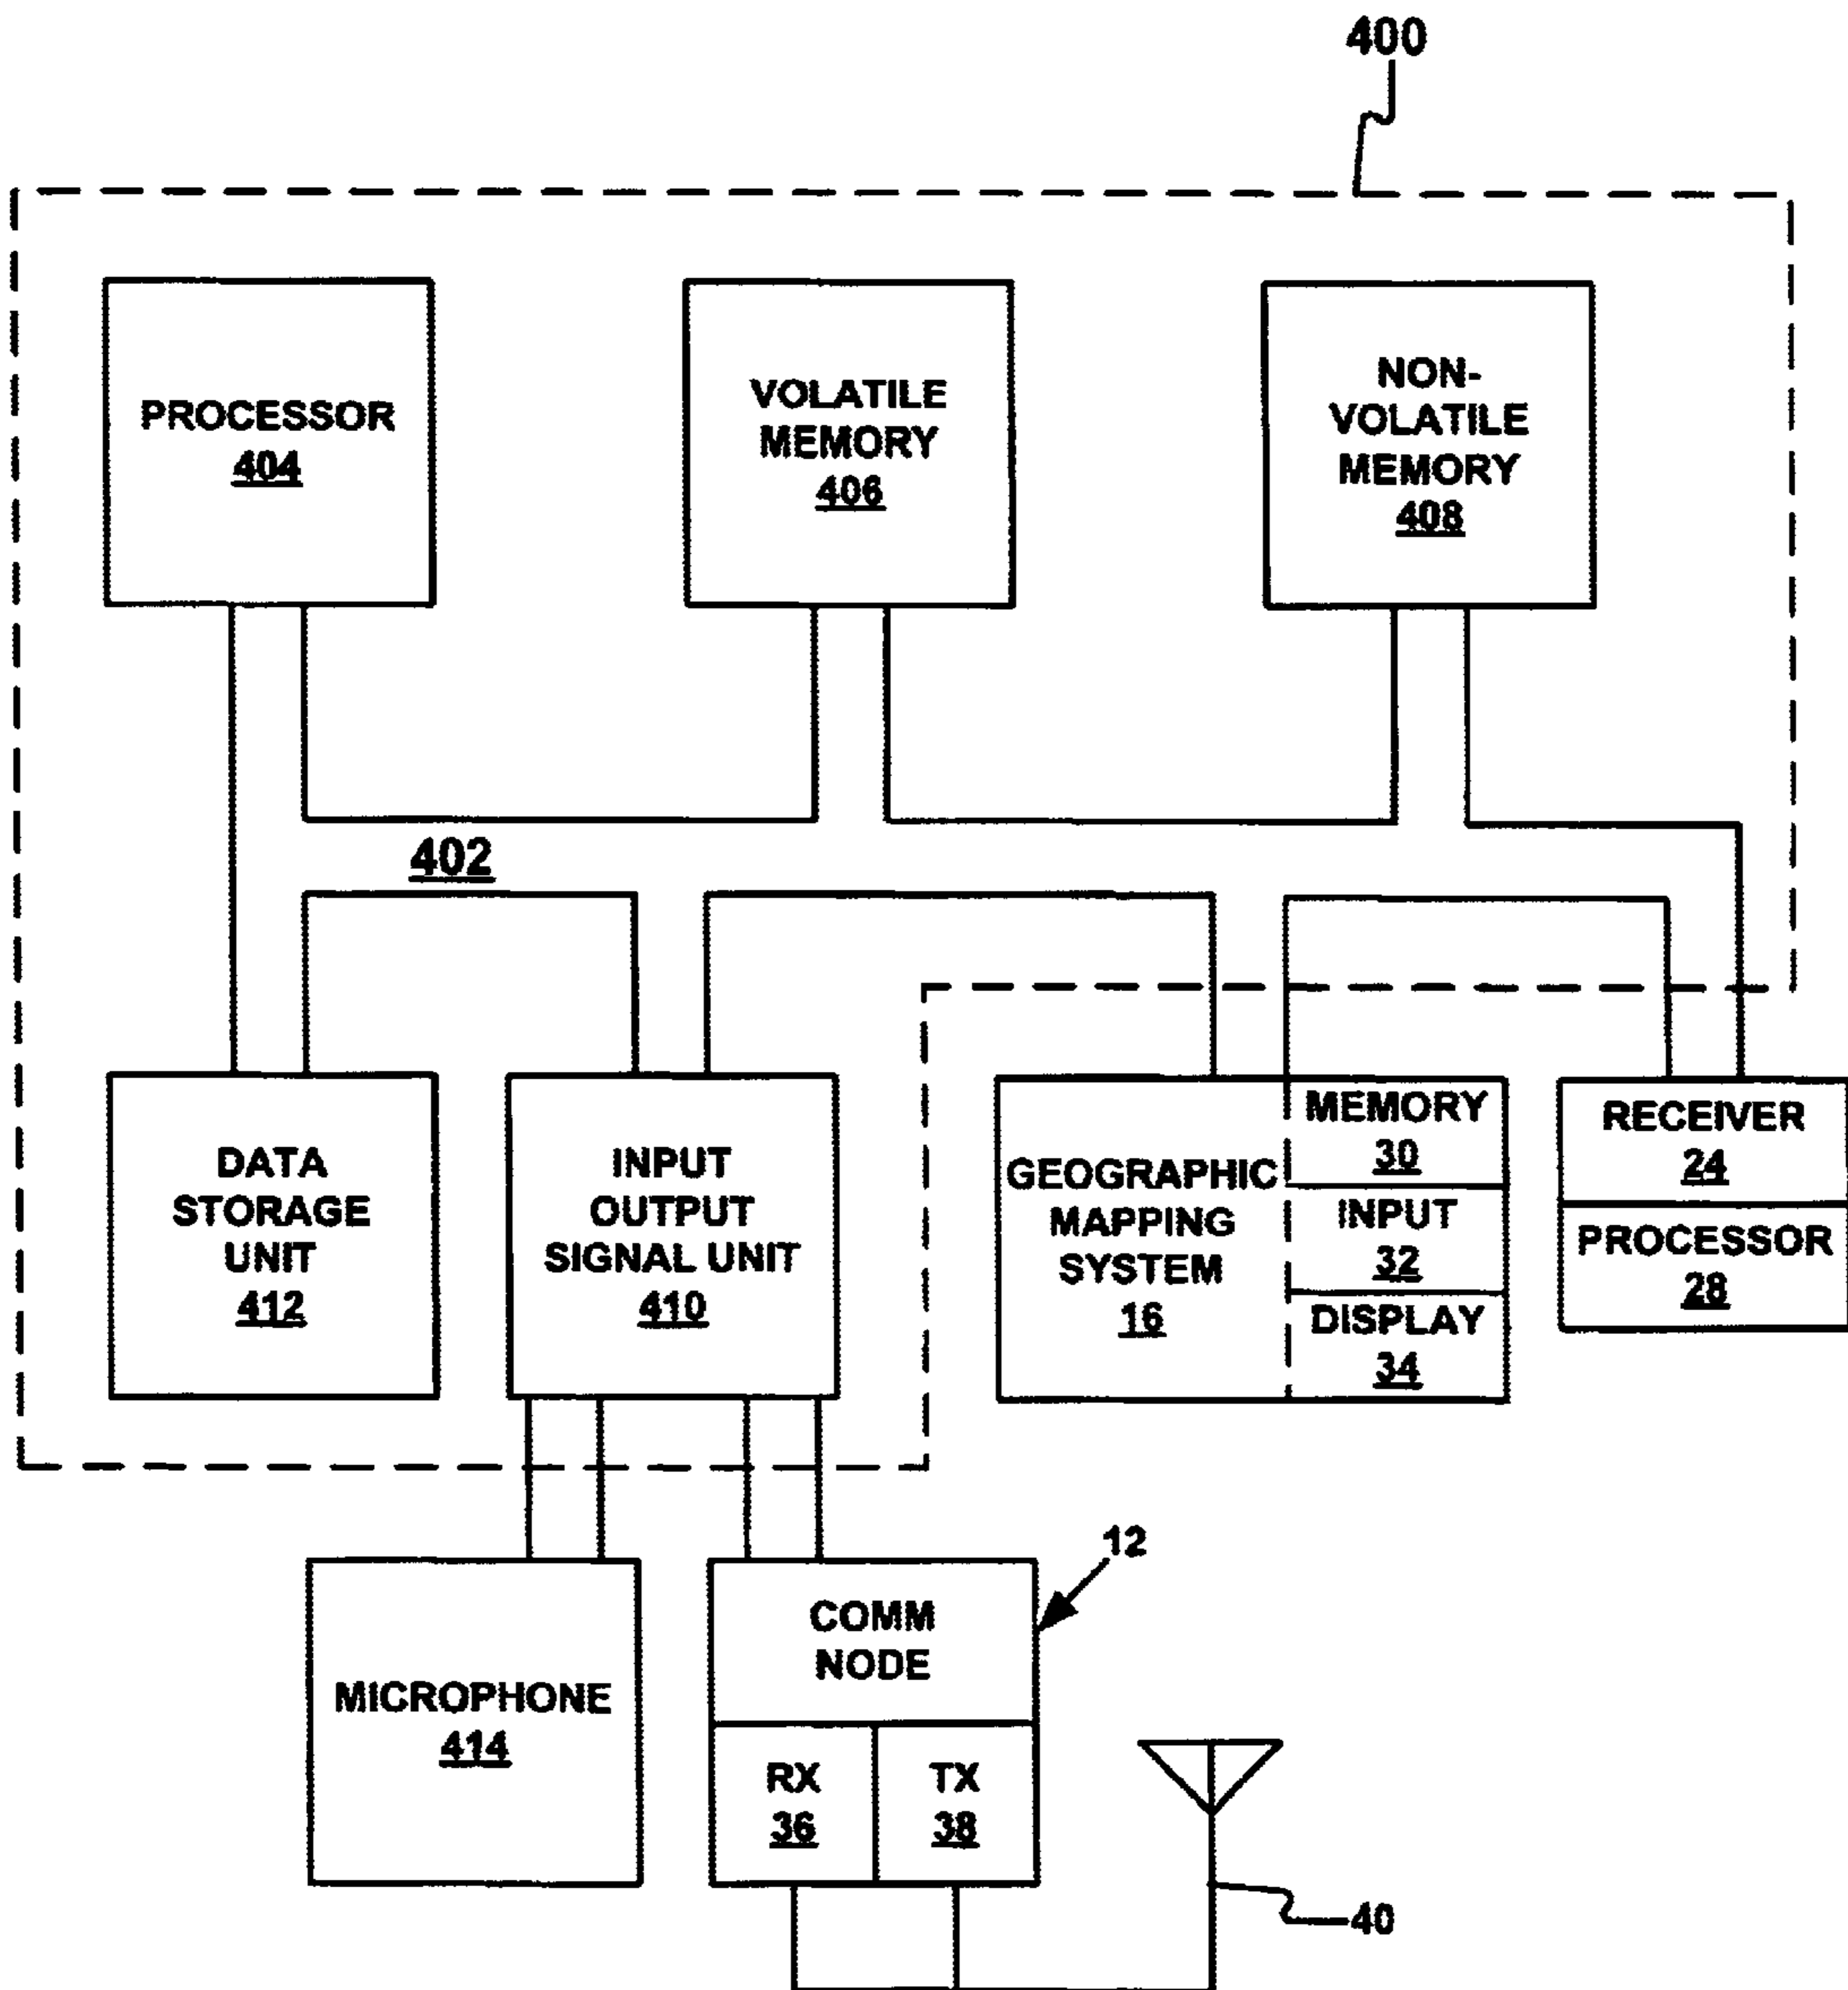 400
PROCESSOR
404
VOLATILE
MEMORY
406
NON-
VOLATILE
MEMORY
408
402
DATA
STORAGE
UNIT
412
INPUT
OUTPUT
SIGNAL UNIT
410
GEOGRAPHIC
MAPPING
SYSTEM
16
MEMORY
30
INPUT
32
DISPLAY
34
RECEIVER
24
PROCESSOR
28
MICROPHONE
414
COMM
NODE
12
RX
36
TX
38
40